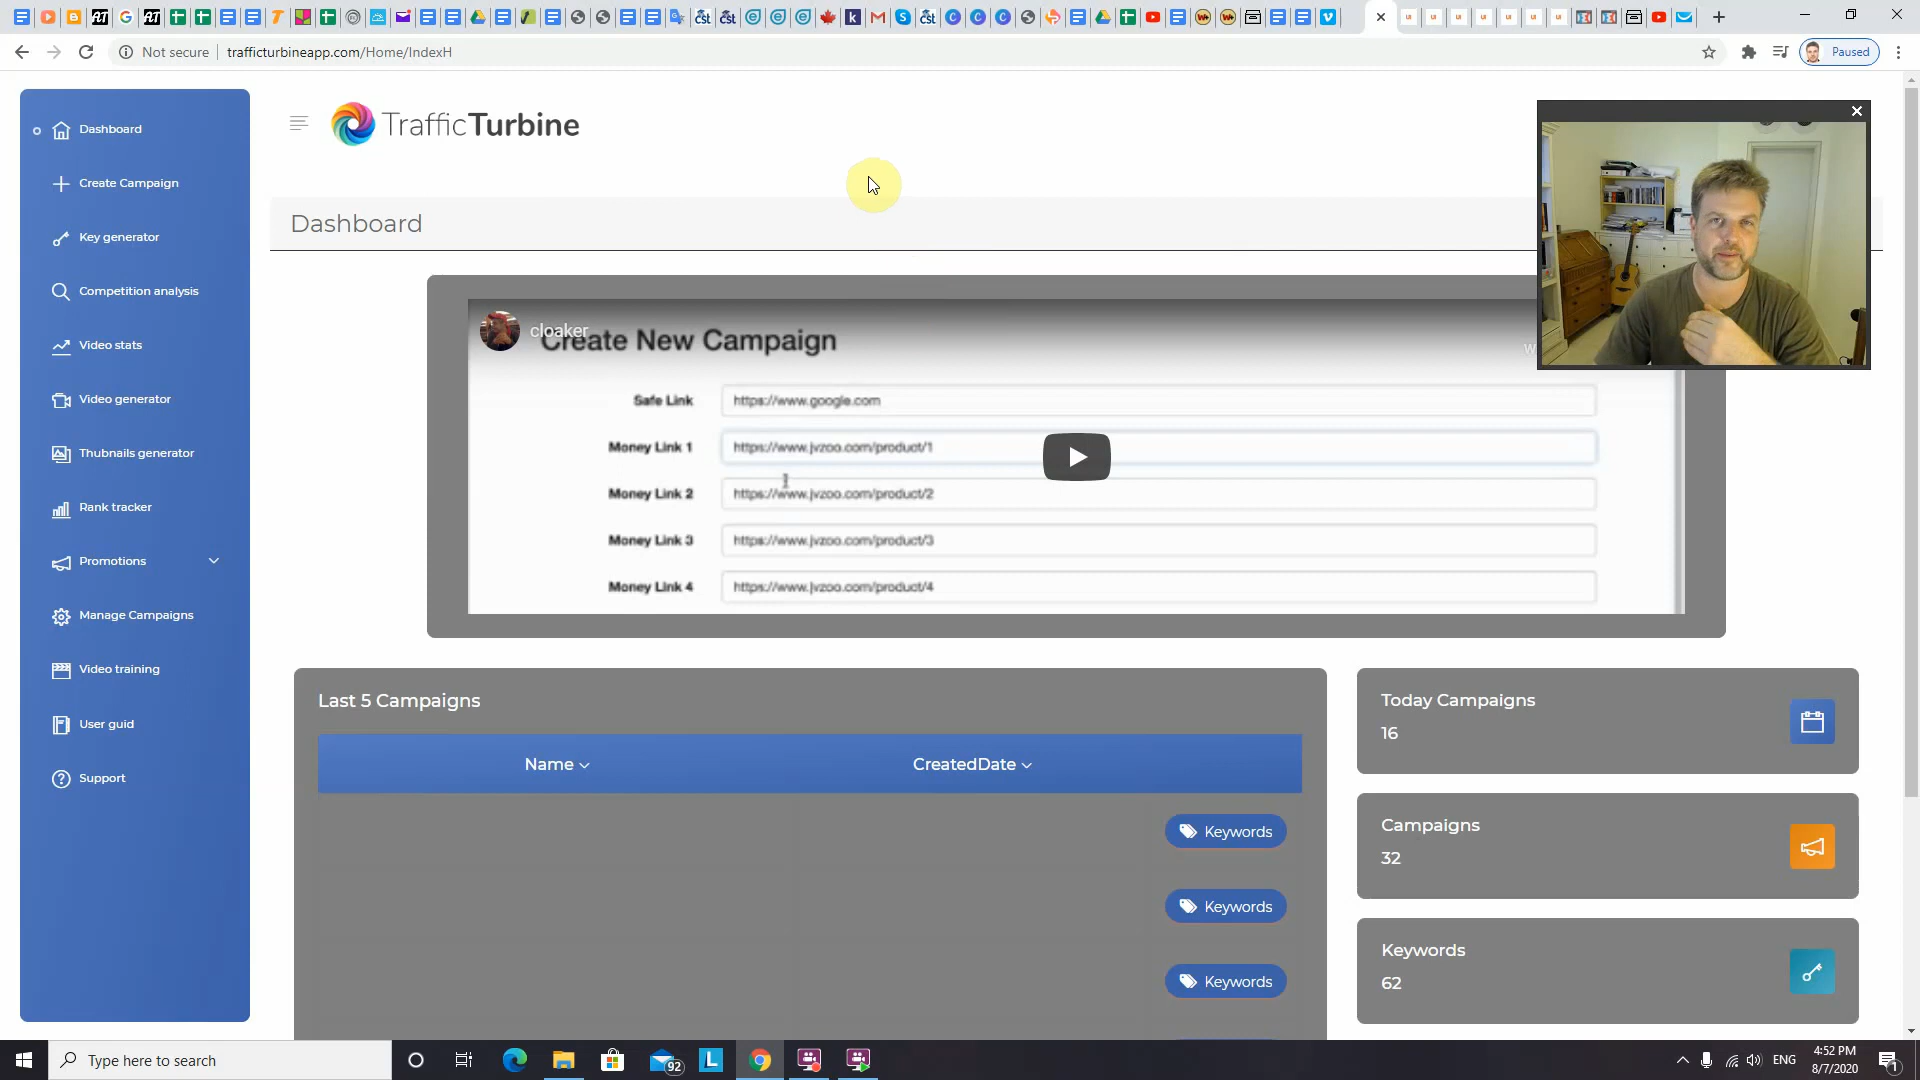 Not secure
trafficturbineapp.com/Home/IndexH
Paused
Dashboard
Create Campaign
Key generator
Competition analysis
Video stats
Video generator
Thubnails generator
Rank tracker
Promotions
Manage Campaigns
Video training
User guid
Support
TrafficTurbine
Dashboard
cloaker
Create New Campaign
Safe Link https://www.google.com
Money Link 1 https://www.jvzoo.com/product/1
Money Link 2 https://www.jvzoo.com/product/2
Money Link 3 https://www.jvzoo.com/product/3
Money Link 4 https://www.jvzoo.com/product/4
Last 5 Campaigns
Name CreatedDate
Keywords
Keywords
Keywords
Today Campaigns
16
Campaigns
32
Keywords
62
Type here to search
92
ENG
4:52 PM
8/7/2020
1